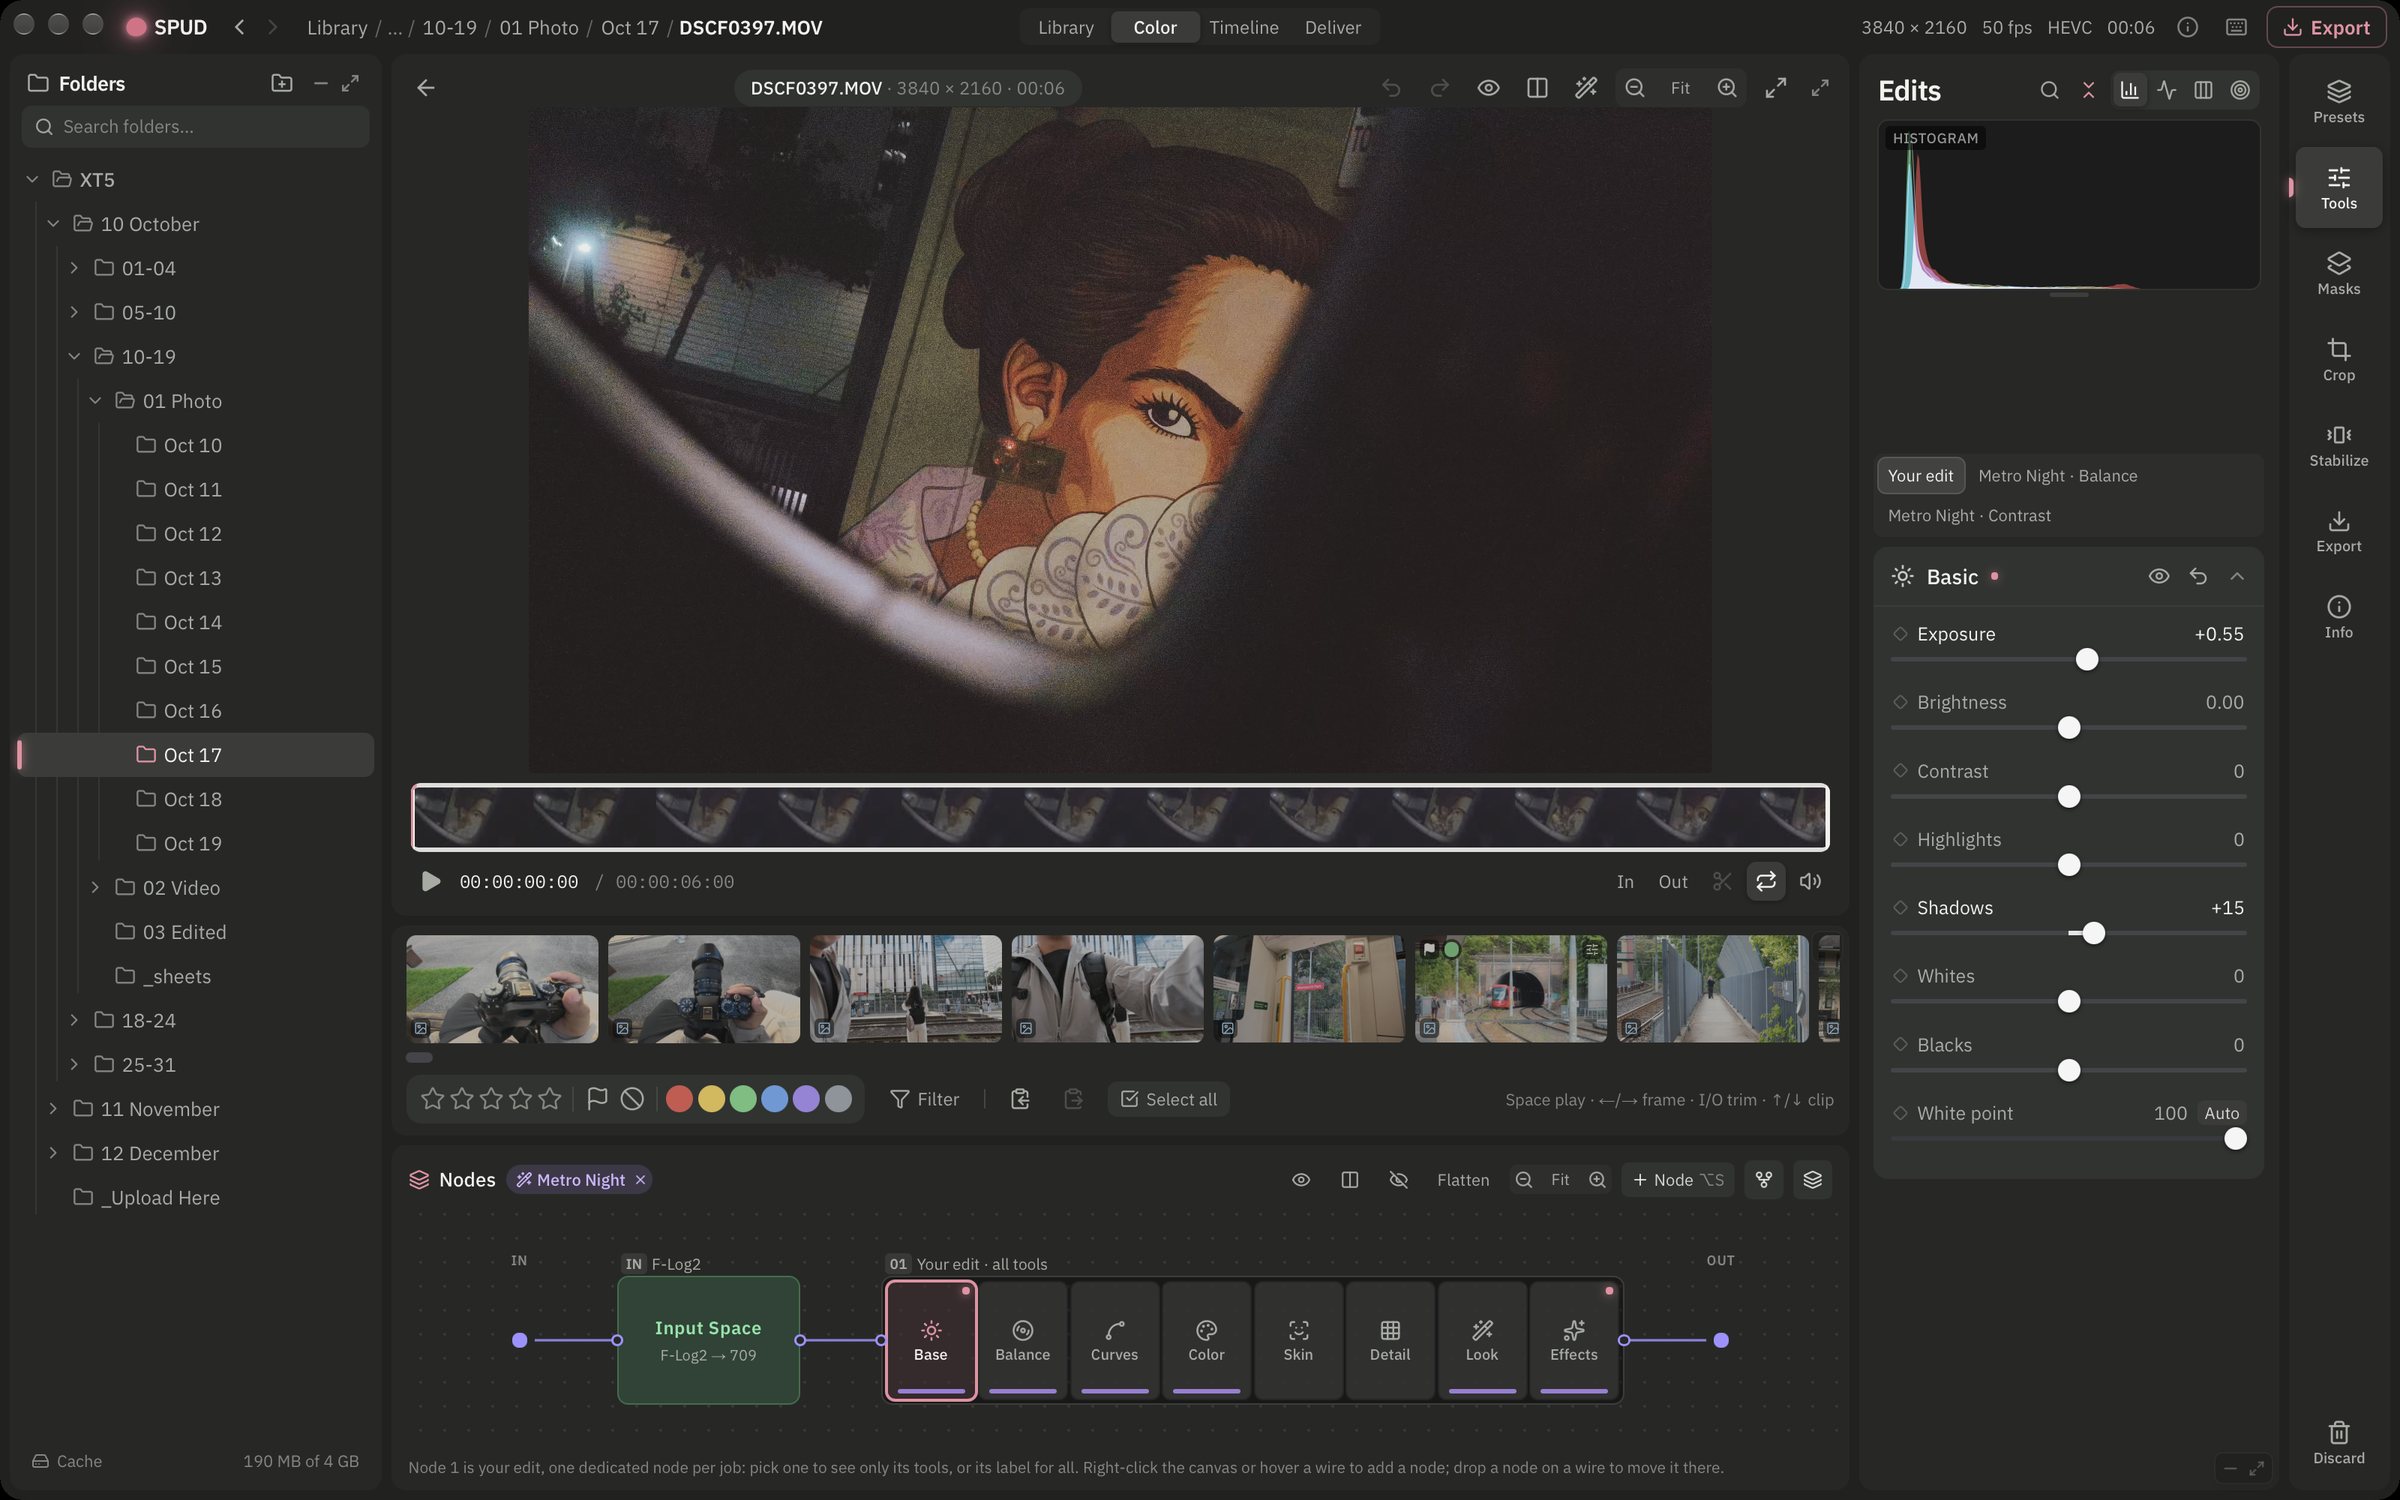 SPUD
Library / ... / 10-19 / 01 Photo / Oct 17 / DSCF0397.MOV
Library Color Timeline Deliver
3840 × 2160 50 fps HEVC 00:06
Export
Folders
Search folders...
XT5
10 October
01-04
05-10
10-19
01 Photo
Oct 10
Oct 11
Oct 12
Oct 13
Oct 14
Oct 15
Oct 16
Oct 17
Oct 18
Oct 19
02 Video
03 Edited
_sheets
18-24
25-31
11 November
12 December
_Upload Here
Cache 190 MB of 4 GB
DSCF0397.MOV · 3840 × 2160 · 00:06
Fit
00:00:00:00 / 00:00:06:00
In Out
Filter
Select all
Space play · ←/→ frame · I/O trim · ↑/↓ clip
Nodes
Metro Night ×
Flatten
Fit
+ Node ⌥S
IN
IN F-Log2
Input Space
F-Log2 → 709
01 Your edit · all tools
Base
Balance
Curves
Color
Skin
Detail
Look
Effects
OUT
Node 1 is your edit, one dedicated node per job: pick one to see only its tools, or its label for all. Right-click the canvas or hover a wire to add a node; drop a node on a wire to move it there.
Edits
HISTOGRAM
Your edit
Metro Night · Balance
Metro Night · Contrast
Basic
Exposure +0.55
Brightness 0.00
Contrast 0
Highlights 0
Shadows +15
Whites 0
Blacks 0
White point 100 Auto
Presets
Tools
Masks
Crop
Stabilize
Export
Info
Discard